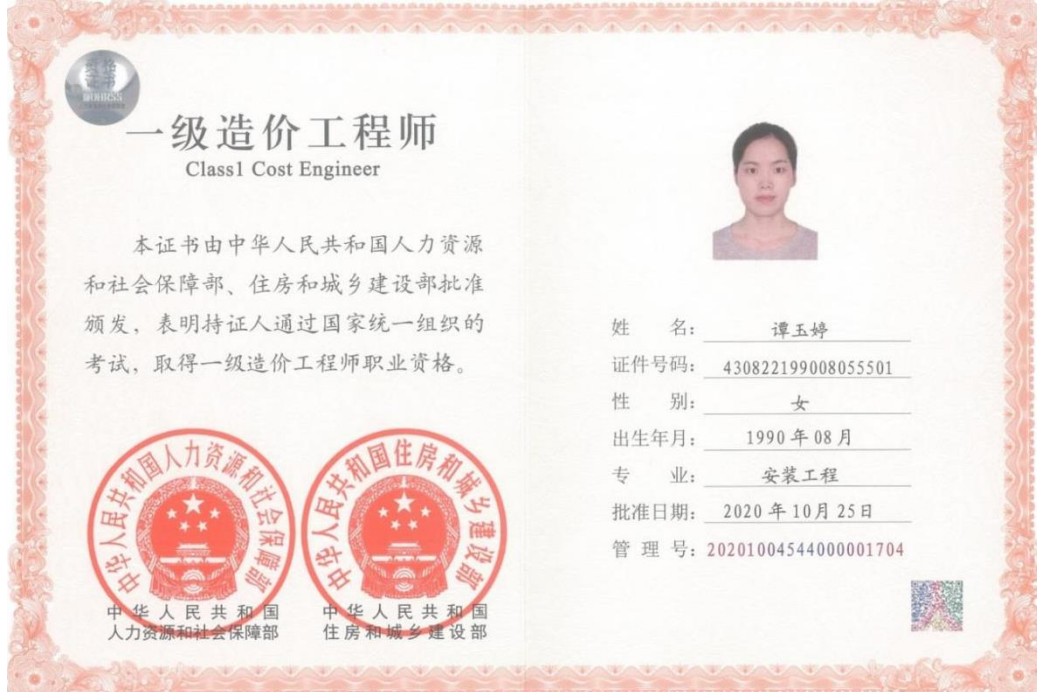 资格
证书
MOHRSS
一级造价工程师
Class1 Cost Engineer
本证书由中华人民共和国人力资源
和社会保障部、住房和城乡建设部批准
颁发，表明持证人通过国家统一组织的
考试，取得一级造价工程师职业资格。
中华人民共和国人力资源和社会保障部
中华人民共和国住房和城乡建设部
中华人民共和国
人力资源和社会保障部
中华人民共和国
住房和城乡建设部
姓 名： 谭玉婷
证件号码： 430822199008055501
性 别： 女
出生年月： 1990年08月
专 业： 安装工程
批准日期： 2020年10月25日
管 理 号： 20201004544000001704